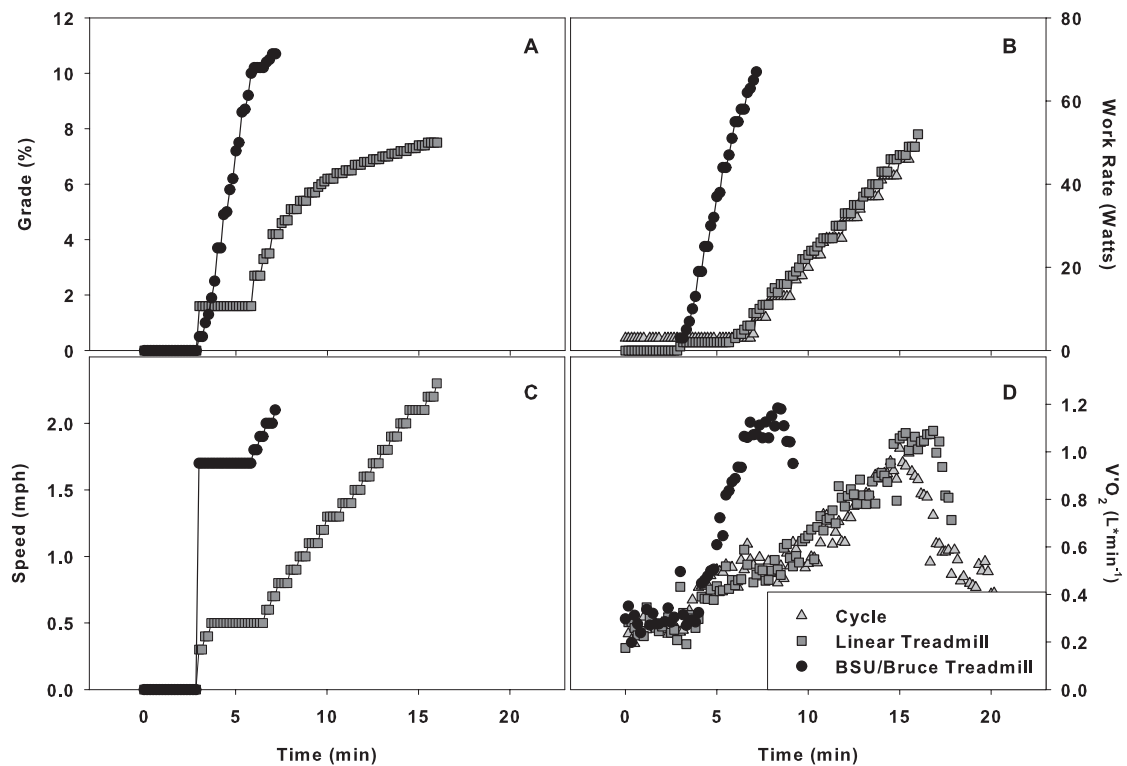 12
10
8
6
4
2
0
Grade (%)
A
80
60
40
20
0
Work Rate (Watts)
B
2.0
1.5
1.0
0.5
0.0
Speed (mph)
C
0 5 10 15 20
Time (min)
1.2
1.0
0.8
0.6
0.4
0.2
0.0
V'O₂ (L*min⁻¹)
D
Cycle
Linear Treadmill
BSU/Bruce Treadmill
0 5 10 15 20
Time (min)